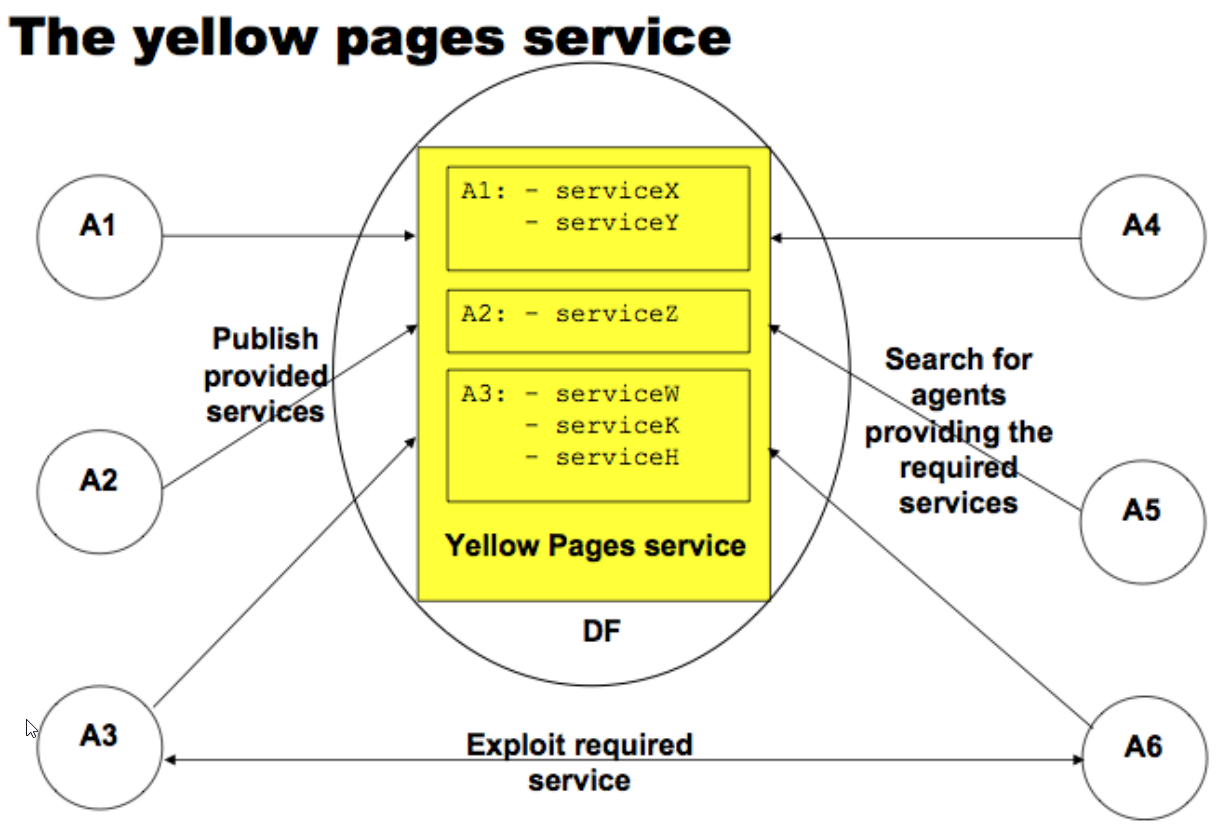 The yellow pages service
A1
A1: - serviceX
- serviceY
A4
A2: - serviceZ
Publish
provided
services
A3: - serviceW
- serviceK
- serviceH
Search for
agents
providing the
required
services
A2
A5
Yellow Pages service
DF
A3
Exploit required
service
A6